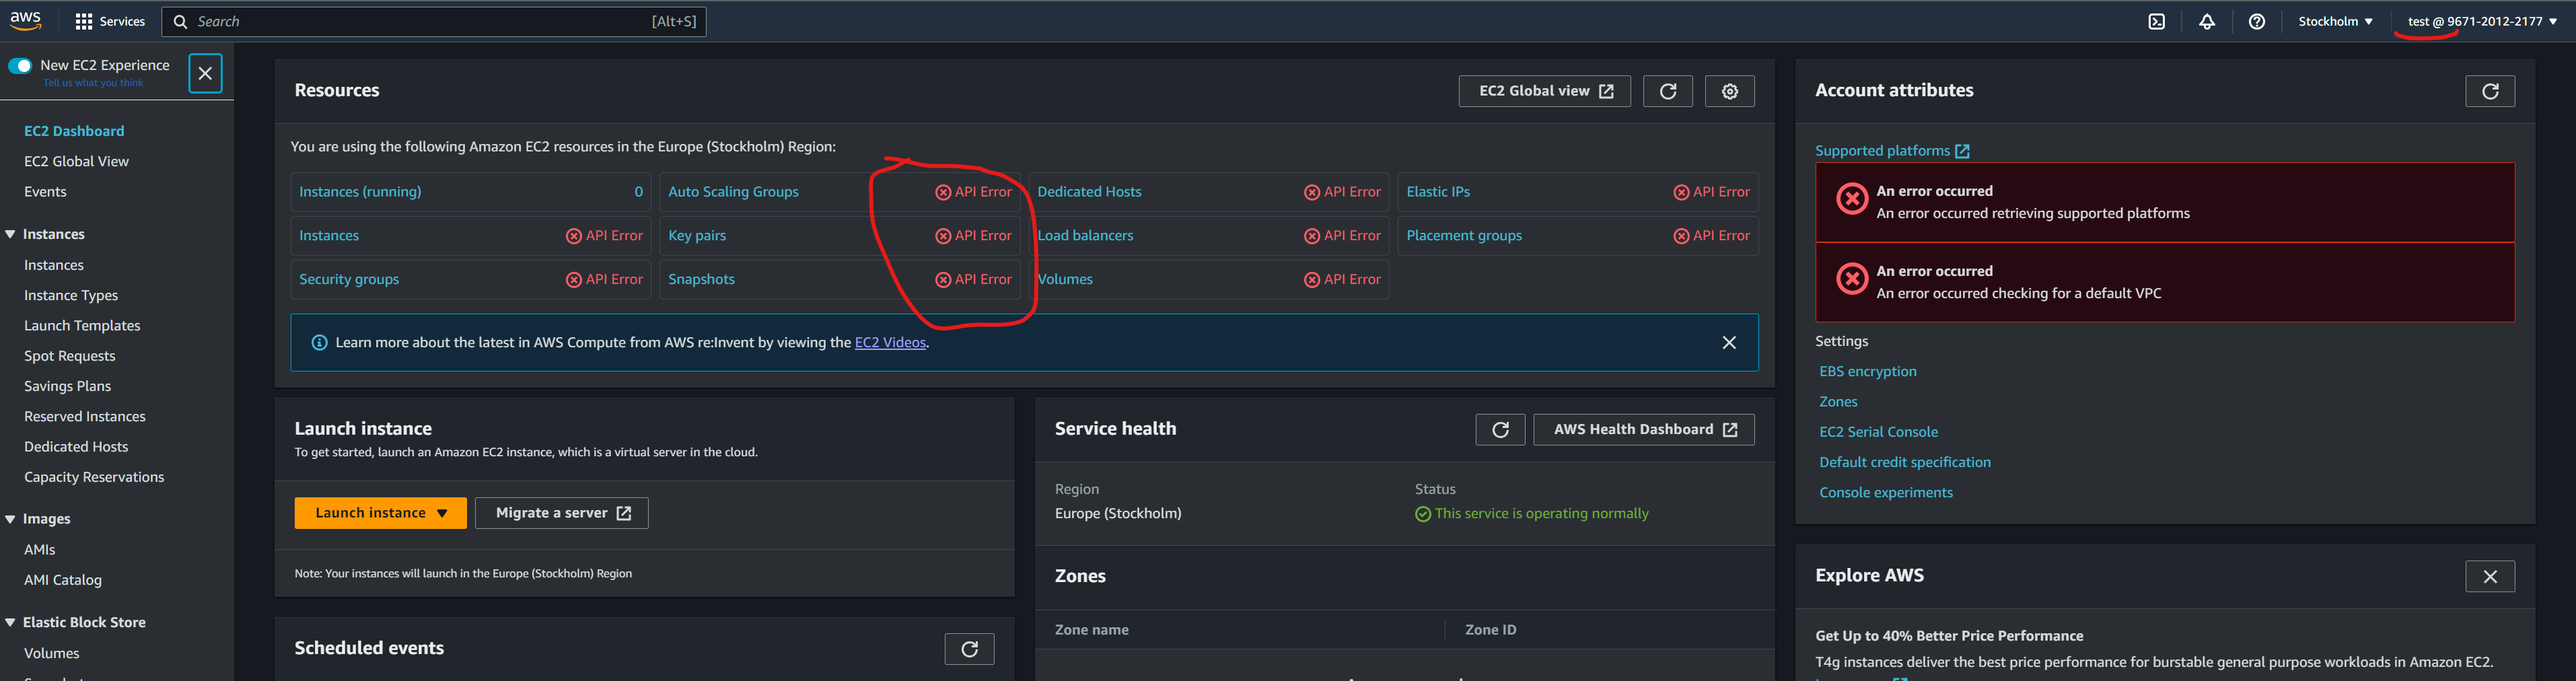 aws
Services
Search
[Alt+S]
Stockholm
test @ 9671-2012-2177
New EC2 Experience
Tell us what you think
EC2 Dashboard
EC2 Global View
Events
Instances
Instances
Instance Types
Launch Templates
Spot Requests
Savings Plans
Reserved Instances
Dedicated Hosts
Capacity Reservations
Images
AMIs
AMI Catalog
Elastic Block Store
Volumes
Resources
EC2 Global view
You are using the following Amazon EC2 resources in the Europe (Stockholm) Region:
Instances (running) 0
Auto Scaling Groups API Error
Dedicated Hosts API Error
Elastic IPs API Error
Instances API Error
Key pairs API Error
Load balancers API Error
Placement groups API Error
Security groups API Error
Snapshots API Error
Volumes API Error
Learn more about the latest in AWS Compute from AWS re:Invent by viewing the EC2 Videos.
Launch instance
To get started, launch an Amazon EC2 instance, which is a virtual server in the cloud.
Launch instance
Migrate a server
Note: Your instances will launch in the Europe (Stockholm) Region
Scheduled events
Service health
AWS Health Dashboard
Region
Europe (Stockholm)
Status
This service is operating normally
Zones
Zone name
Zone ID
Account attributes
Supported platforms
An error occurred
An error occurred retrieving supported platforms
An error occurred
An error occurred checking for a default VPC
Settings
EBS encryption
Zones
EC2 Serial Console
Default credit specification
Console experiments
Explore AWS
Get Up to 40% Better Price Performance
T4g instances deliver the best price performance for burstable general purpose workloads in Amazon EC2.